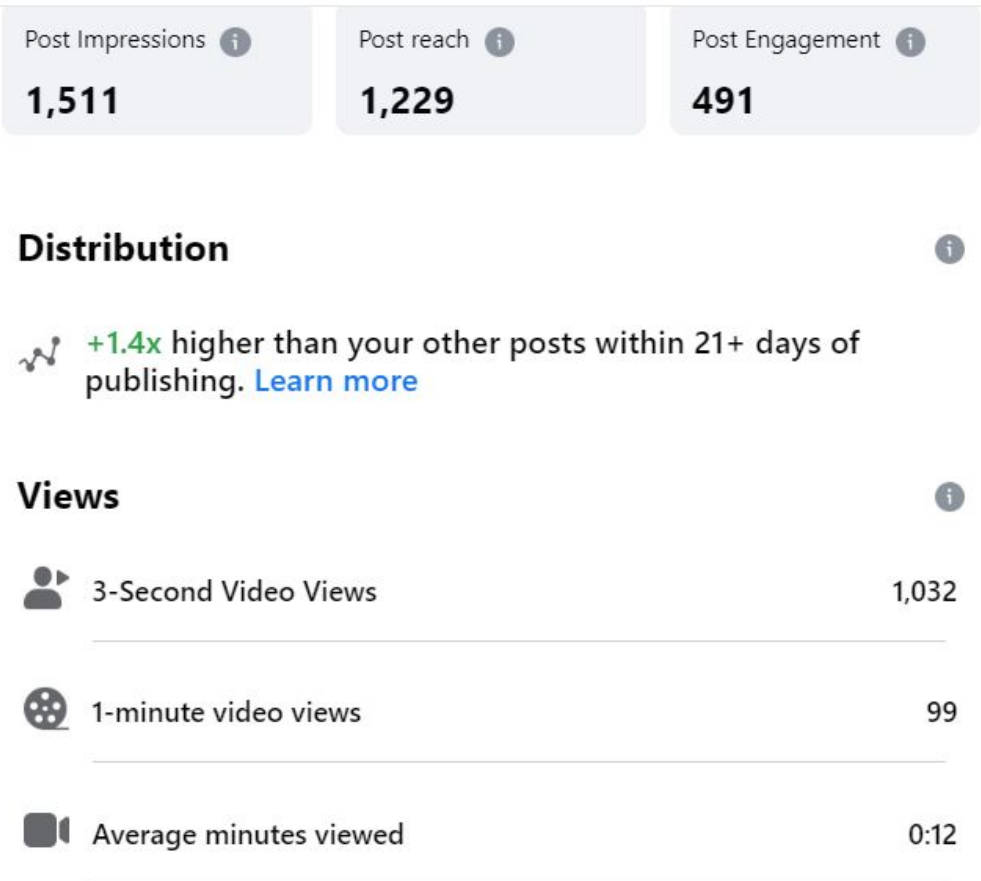 Post Impressions
Post reach
Post Engagement
1,511
1,229
491
Distribution
+1.4x higher than your other posts within 21+ days of
publishing. Learn more
Views
3-Second Video Views
1,032
1-minute video views
99
Average minutes viewed
0:12